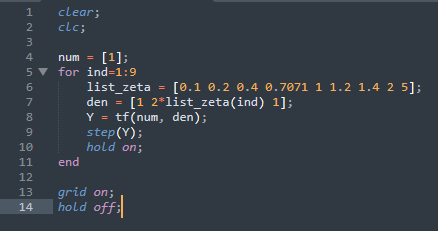 1 clear;
2 clc;
3
4 num = [1];
5 for ind=1:9
6 list_zeta = [0.1 0.2 0.4 0.7071 1 1.2 1.4 2 5];
7 den = [1 2*list_zeta(ind) 1];
8 Y = tf(num, den);
9 step(Y);
10 hold on;
11 end
12
13 grid on;
14 hold off;